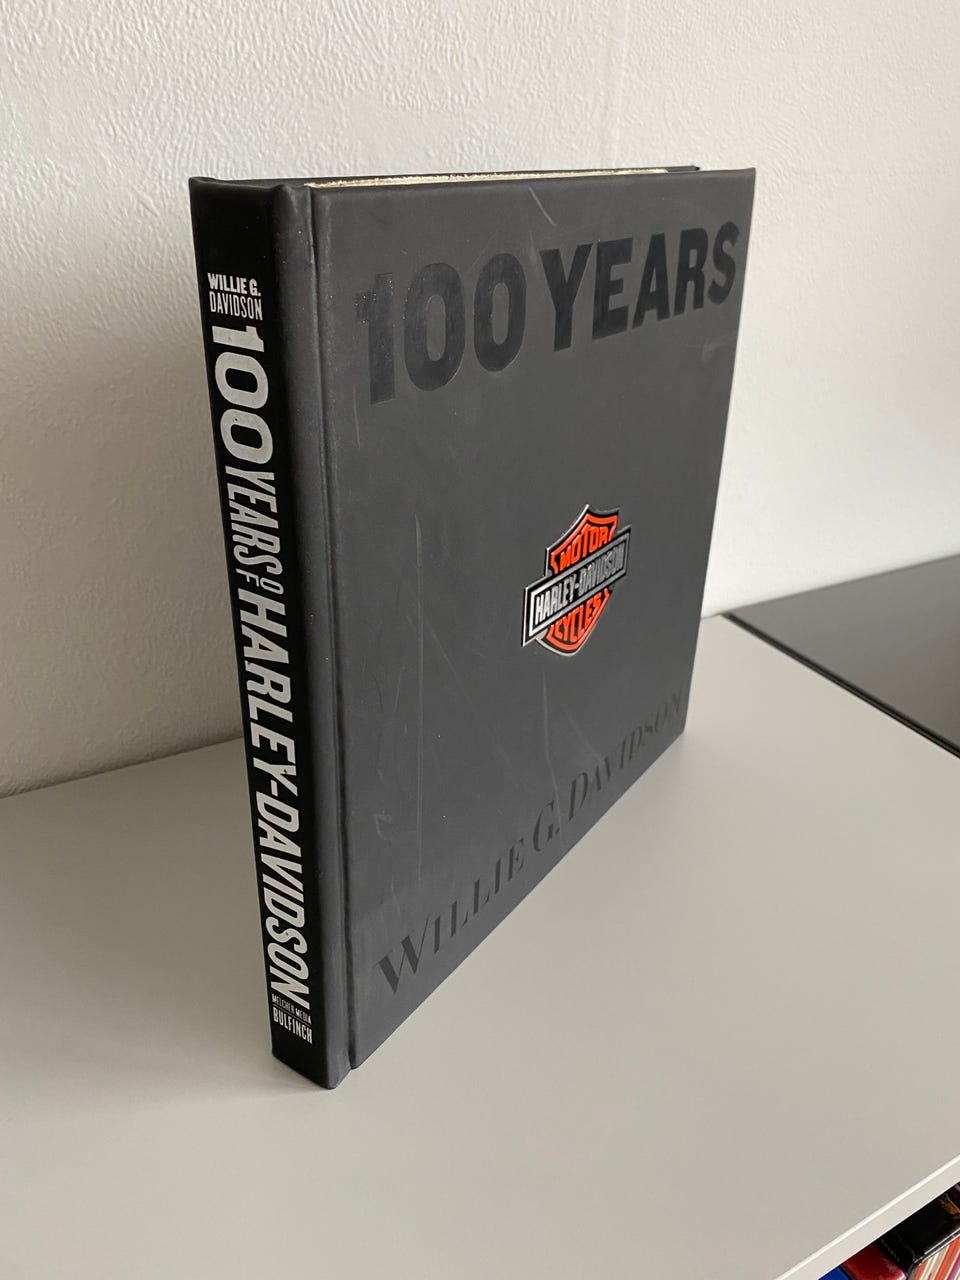 WILLIE G.
DAVIDSON
100 YEARS OF HARLEY-DAVIDSON
MELCHER MEDIA
BULFINCH
100 YEARS
MOTOR
HARLEY-DAVIDSON
CYCLES
WILLIE G. DAVIDSON